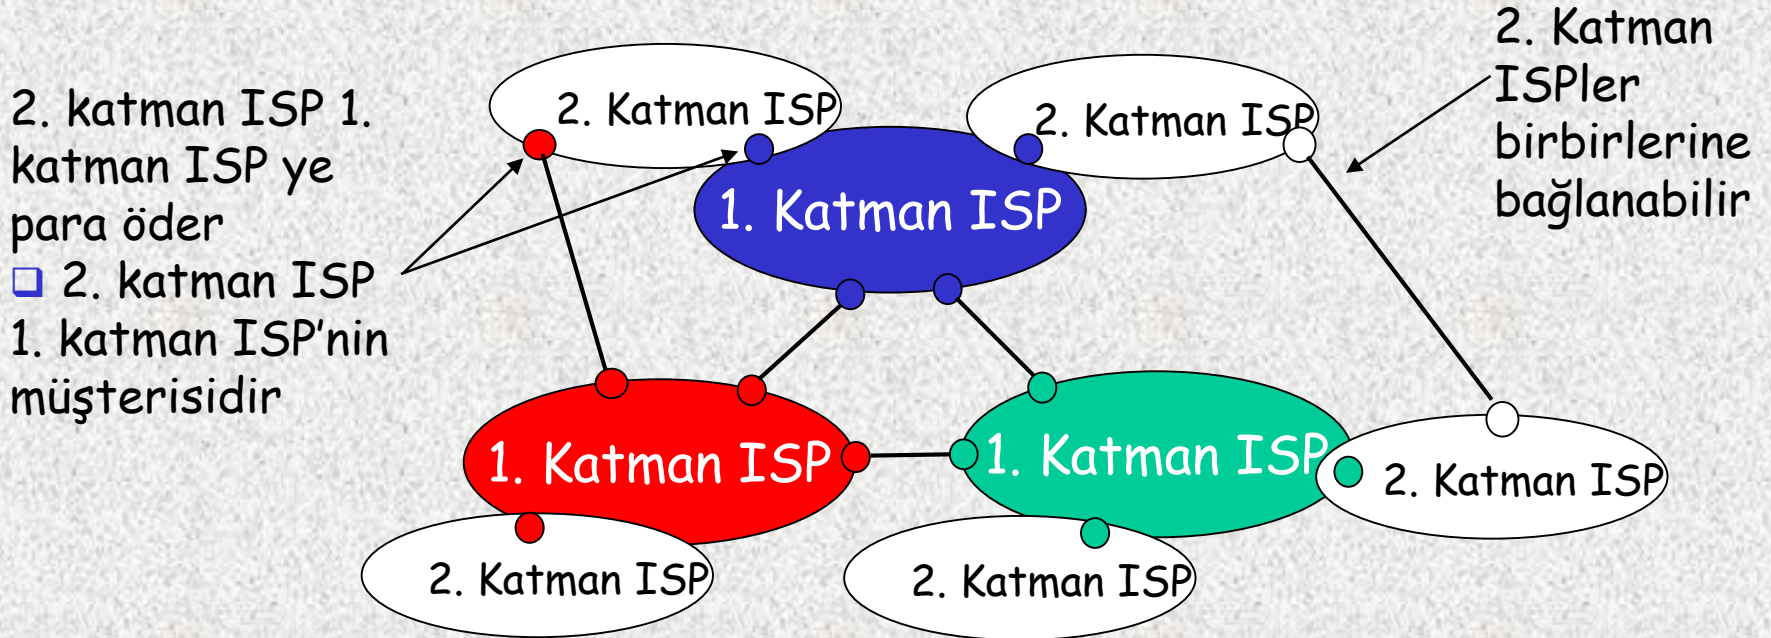 2. katman ISP 1.
katman ISP ye
para öder
2. katman ISP
1. katman ISP'nin
müşterisidir
2. Katman ISP
2. Katman ISP
2. Katman
ISPler
birbirlerine
bağlanabilir
1. Katman ISP
1. Katman ISP
1. Katman ISP
2. Katman ISP
2. Katman ISP
2. Katman ISP